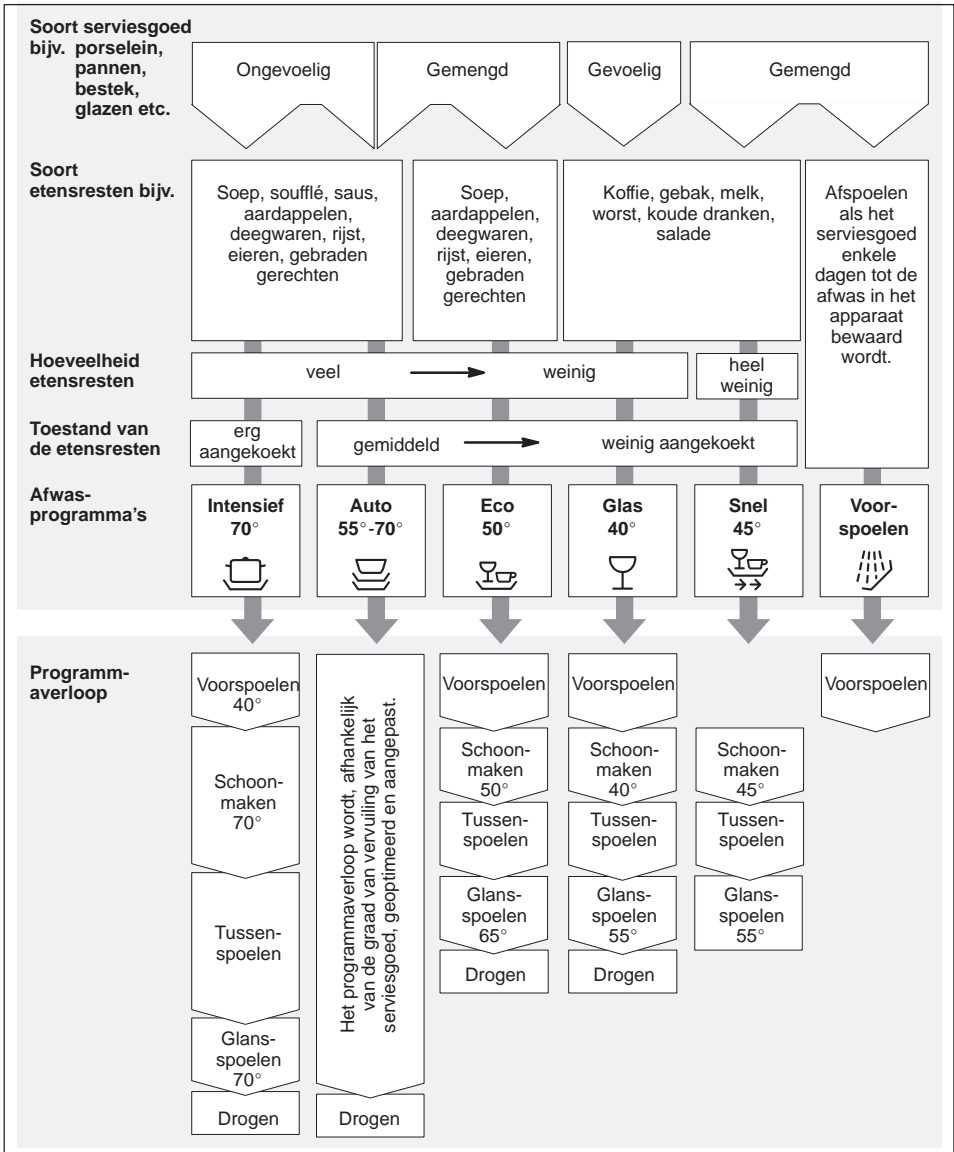 Soort serviesgoed
bijv. porselein,
pannen,
bestek,
glazen etc.
Ongevoelig
Gemengd
Gevoelig
Gemengd
Soort
etensresten bijv.
Soep, soufflé, saus,
aardappelen,
deegwaren, rijst,
eieren, gebraden
gerechten
Soep,
aardappelen,
deegwaren,
rijst, eieren,
gebraden
gerechten
Koffie, gebak, melk,
worst, koude dranken,
salade
Afspoelen
als het
serviesgoed
enkele
dagen tot de
afwas in het
apparaat
bewaard
wordt.
Hoeveelheid
etensresten
veel
weinig
heel
weinig
Toestand van
de etensresten
erg
aangekoekt
gemiddeld
weinig aangekoekt
Afwas-
programma's
Intensief
70°
Auto
55°-70°
Eco
50°
Glas
40°
Snel
45°
Voor-
spoelen
Programm-
averloop
Voorspoelen
40°
Schoon-
maken
70°
Tussen-
spoelen
Glans-
spoelen
70°
Drogen
Het programmaverloop wordt, afhankelijk
van de graad van vervuiling van het
serviesgoed, geoptimeerd en aangepast.
Drogen
Voorspoelen
Schoon-
maken
50°
Tussen-
spoelen
Glans-
spoelen
65°
Drogen
Voorspoelen
Schoon-
maken
40°
Tussen-
spoelen
Glans-
spoelen
55°
Drogen
Schoon-
maken
45°
Tussen-
spoelen
Glans-
spoelen
55°
Voorspoelen